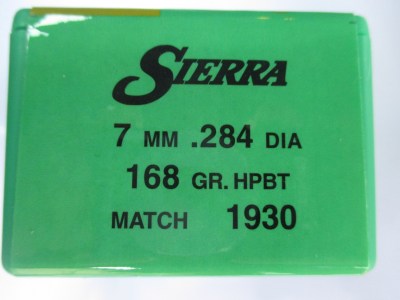 SIERRA
7 MM .284 DIA
168 GR. HPBT
MATCH 1930